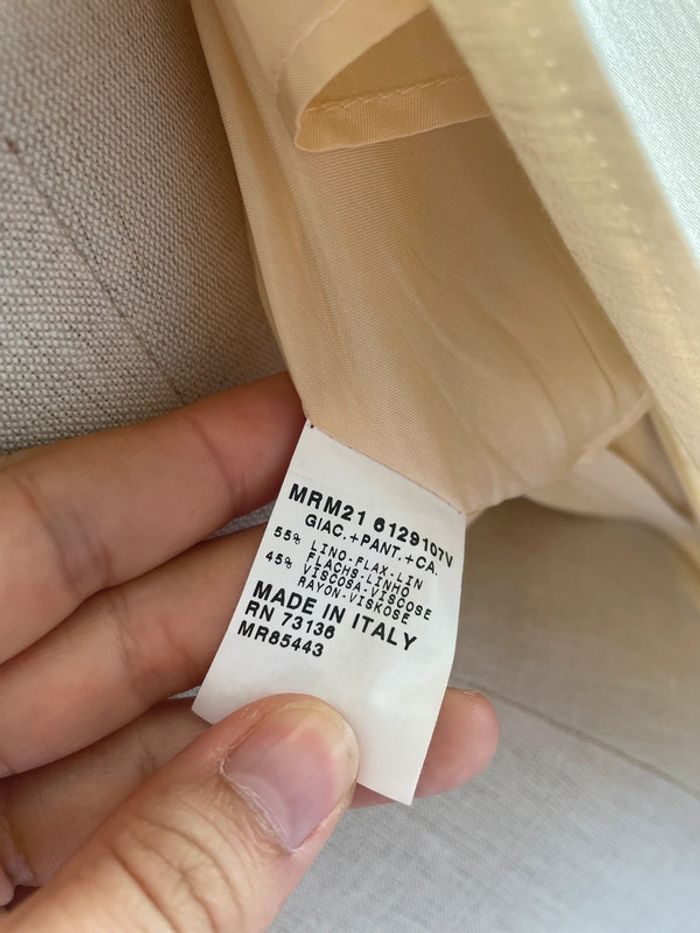 MRM21 6129107V
GIAC.+PANT.+CA.
55% LINO-FLAX-LIN
FLACHS-LINHO
45% VISCOSA-VISCOSE
RAYON-VISKOSE
MADE IN ITALY
RN 73136
MR85443